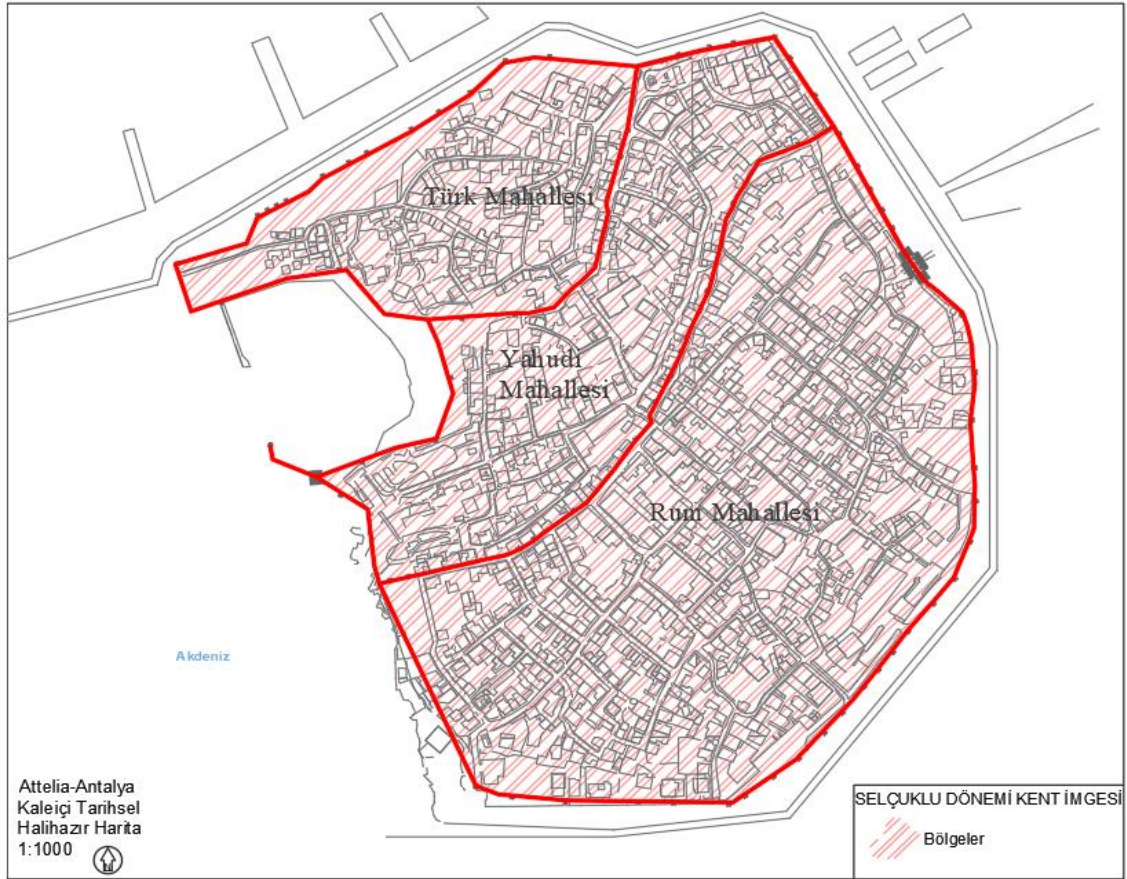 Türk Mahallesi
Yahudi
Mahallesi
Rum Mahallesi
Akdeniz
Attelia-Antalya
Kaleiçi Tarihsel
Halihazır Harita
1:1000
SELÇUKLU DÖNEMİ KENT İMGESİ
Bölgeler